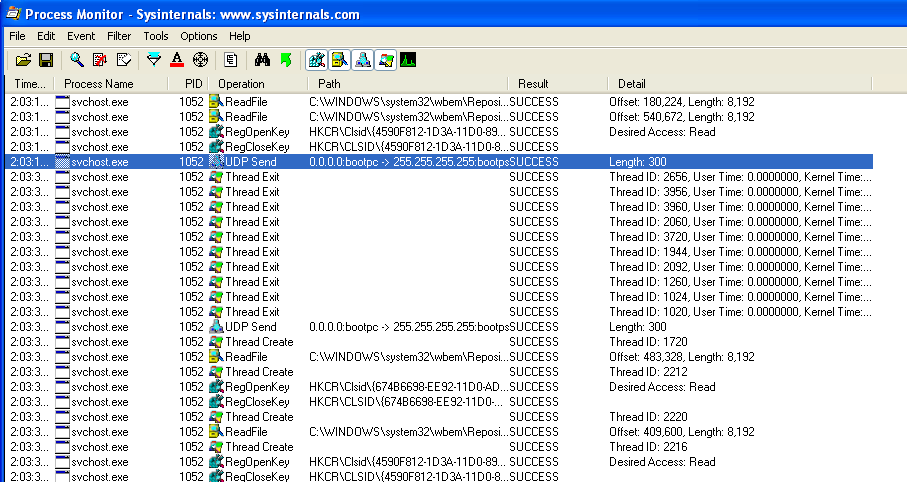 Process Monitor - Sysinternals: www.sysinternals.com
File Edit Event Filter Tools Options Help
Time... Process Name PID Operation Path Result Detail
2:03:1... svchost.exe 1052 ReadFile C:\WINDOWS\system32\wbem\Reposi... SUCCESS Offset: 180,224, Length: 8,192
2:03:1... svchost.exe 1052 ReadFile C:\WINDOWS\system32\wbem\Reposi... SUCCESS Offset: 540,672, Length: 8,192
2:03:1... svchost.exe 1052 RegOpenKey HKCR\Clsid\{4590F812-1D3A-11D0-89... SUCCESS Desired Access: Read
2:03:1... svchost.exe 1052 RegCloseKey HKCR\CLSID\{4590F812-1D3A-11D0-... SUCCESS
2:03:1... svchost.exe 1052 UDP Send 0.0.0.0:bootpc -> 255.255.255.255:bootps SUCCESS Length: 300
2:03:3... svchost.exe 1052 Thread Exit SUCCESS Thread ID: 2656, User Time: 0.0000000, Kernel Time:...
2:03:3... svchost.exe 1052 Thread Exit SUCCESS Thread ID: 3956, User Time: 0.0000000, Kernel Time:...
2:03:3... svchost.exe 1052 Thread Exit SUCCESS Thread ID: 3960, User Time: 0.0000000, Kernel Time:...
2:03:3... svchost.exe 1052 Thread Exit SUCCESS Thread ID: 2060, User Time: 0.0000000, Kernel Time:...
2:03:3... svchost.exe 1052 Thread Exit SUCCESS Thread ID: 3720, User Time: 0.0000000, Kernel Time:...
2:03:3... svchost.exe 1052 Thread Exit SUCCESS Thread ID: 1944, User Time: 0.0000000, Kernel Time:...
2:03:3... svchost.exe 1052 Thread Exit SUCCESS Thread ID: 2092, User Time: 0.0000000, Kernel Time:...
2:03:3... svchost.exe 1052 Thread Exit SUCCESS Thread ID: 1260, User Time: 0.0000000, Kernel Time:...
2:03:3... svchost.exe 1052 Thread Exit SUCCESS Thread ID: 1024, User Time: 0.0000000, Kernel Time:...
2:03:3... svchost.exe 1052 Thread Exit SUCCESS Thread ID: 1020, User Time: 0.0000000, Kernel Time:...
2:03:3... svchost.exe 1052 UDP Send 0.0.0.0:bootpc -> 255.255.255.255:bootps SUCCESS Length: 300
2:03:3... svchost.exe 1052 Thread Create SUCCESS Thread ID: 1720
2:03:3... svchost.exe 1052 ReadFile C:\WINDOWS\system32\wbem\Reposi... SUCCESS Offset: 483,328, Length: 8,192
2:03:3... svchost.exe 1052 Thread Create SUCCESS Thread ID: 2212
2:03:3... svchost.exe 1052 RegOpenKey HKCR\Clsid\{674B6698-EE92-11D0-AD... SUCCESS Desired Access: Read
2:03:3... svchost.exe 1052 RegCloseKey HKCR\CLSID\{674B6698-EE92-11D0-... SUCCESS
2:03:3... svchost.exe 1052 Thread Create SUCCESS Thread ID: 2220
2:03:3... svchost.exe 1052 ReadFile C:\WINDOWS\system32\wbem\Reposi... SUCCESS Offset: 409,600, Length: 8,192
2:03:3... svchost.exe 1052 Thread Create SUCCESS Thread ID: 2216
2:03:3... svchost.exe 1052 RegOpenKey HKCR\Clsid\{4590F812-1D3A-11D0-89... SUCCESS Desired Access: Read
2:03:3... svchost.exe 1052 RegCloseKey HKCR\CLSID\{4590F812-1D3A-11D0-... SUCCESS